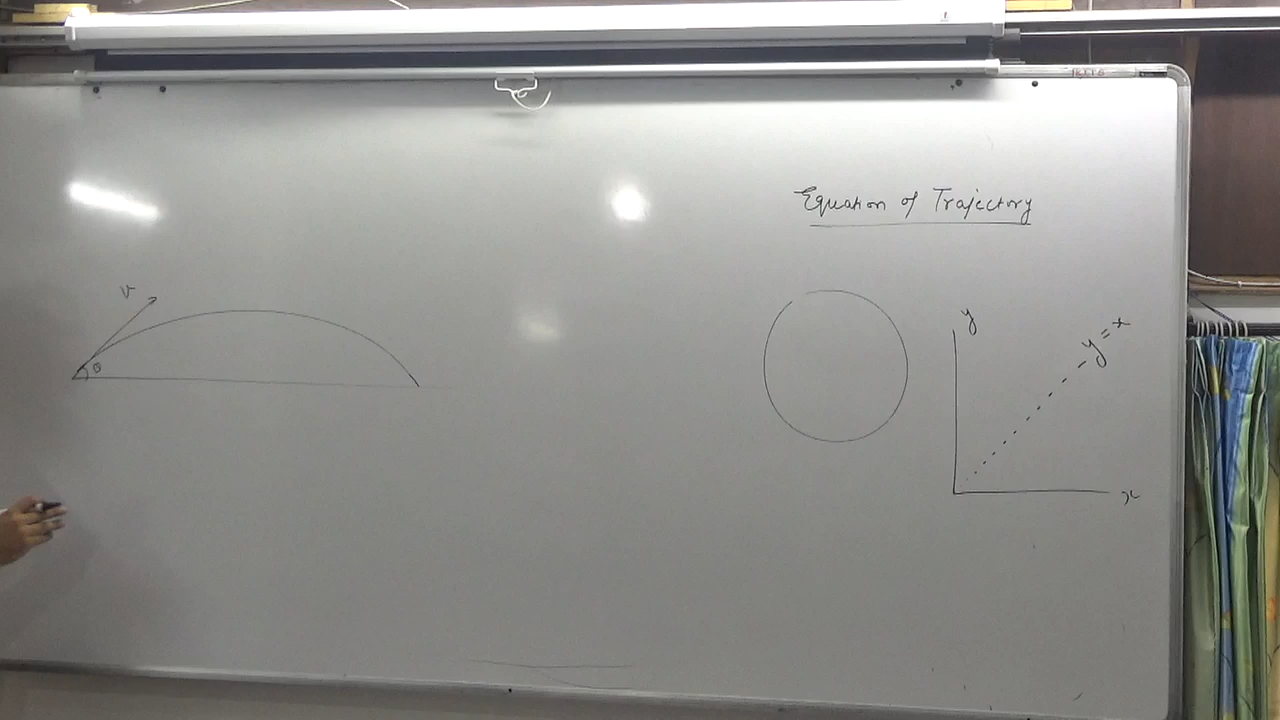 Equation of Trajectory
v
θ
y
y = x
x